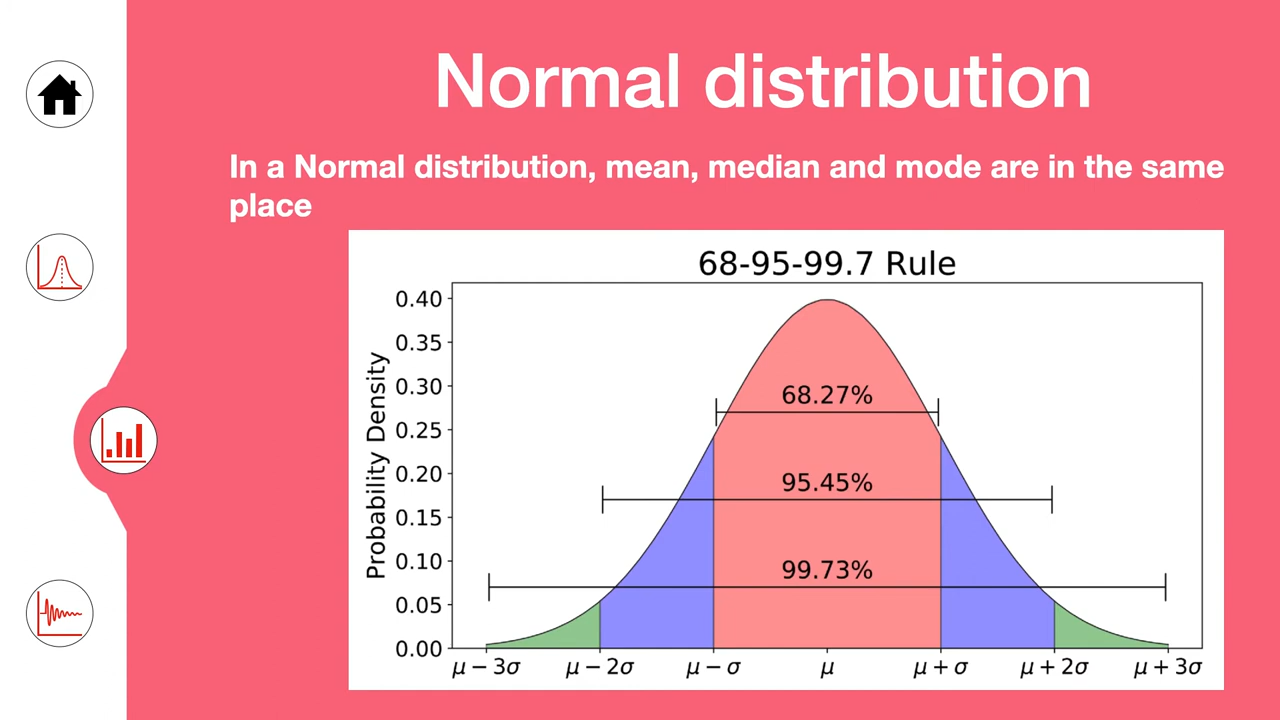 Normal distribution
In a Normal distribution, mean, median and mode are in the same
place
68-95-99.7 Rule
Probability Density
0.40
0.35
0.30
0.25
0.20
0.15
0.10
0.05
0.00
68.27%
95.45%
99.73%
μ − 3σ μ − 2σ μ − σ μ μ + σ μ + 2σ μ + 3σ